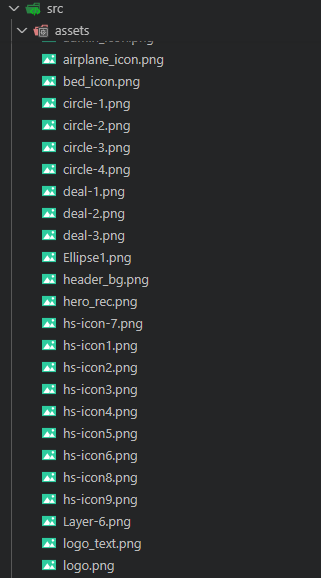 src
assets
admin_icon.png
airplane_icon.png
bed_icon.png
circle-1.png
circle-2.png
circle-3.png
circle-4.png
deal-1.png
deal-2.png
deal-3.png
Ellipse1.png
header_bg.png
hero_rec.png
hs-icon-7.png
hs-icon1.png
hs-icon2.png
hs-icon3.png
hs-icon4.png
hs-icon5.png
hs-icon6.png
hs-icon8.png
hs-icon9.png
Layer-6.png
logo_text.png
logo.png